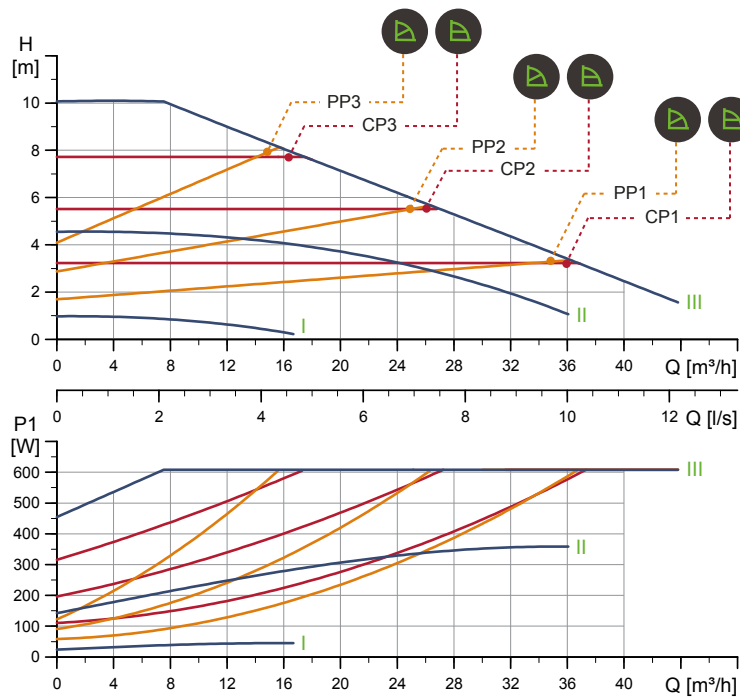 H
[m]
10
8
6
4
2
0
PP3
CP3
PP2
CP2
PP1
CP1
I
II
III
0 4 8 12 16 20 24 28 32 36 40 Q [m³/h]
0 2 4 6 8 10 12 Q [l/s]
P1
[W]
600
500
400
300
200
100
0
III
II
I
0 4 8 12 16 20 24 28 32 36 40 Q [m³/h]